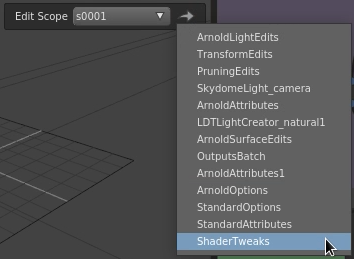 Edit Scope s0001
ArnoldLightEdits
TransformEdits
PruningEdits
SkydomeLight_camera
ArnoldAttributes
LDTLightCreator_natural1
ArnoldSurfaceEdits
OutputsBatch
ArnoldAttributes1
ArnoldOptions
StandardOptions
StandardAttributes
ShaderTweaks